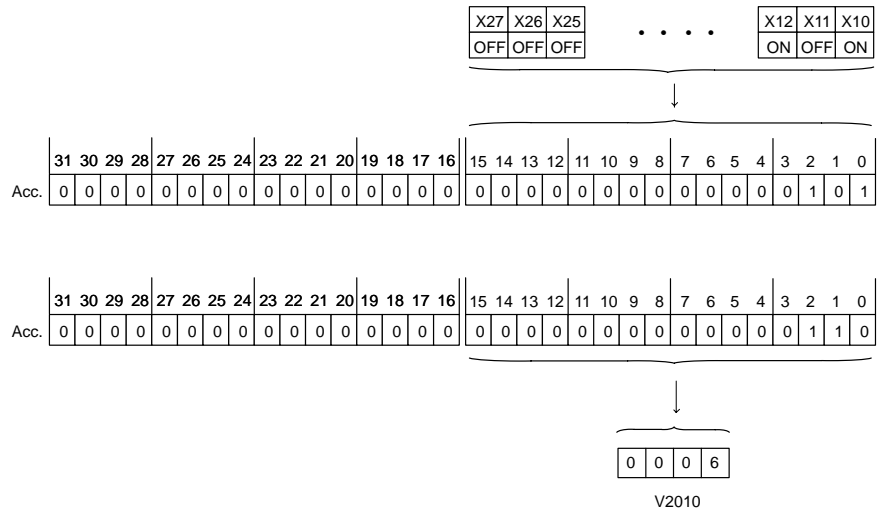 X27 X26 X25 • • • • X12 X11 X10
OFF OFF OFF ON OFF ON
31 30 29 28 27 26 25 24 23 22 21 20 19 18 17 16 15 14 13 12 11 10 9 8 7 6 5 4 3 2 1 0
Acc. 0 0 0 0 0 0 0 0 0 0 0 0 0 0 0 0 0 0 0 0 0 0 0 0 0 0 0 0 0 1 0 1
31 30 29 28 27 26 25 24 23 22 21 20 19 18 17 16 15 14 13 12 11 10 9 8 7 6 5 4 3 2 1 0
Acc. 0 0 0 0 0 0 0 0 0 0 0 0 0 0 0 0 0 0 0 0 0 0 0 0 0 0 0 0 0 1 1 0
0 0 0 6
V2010